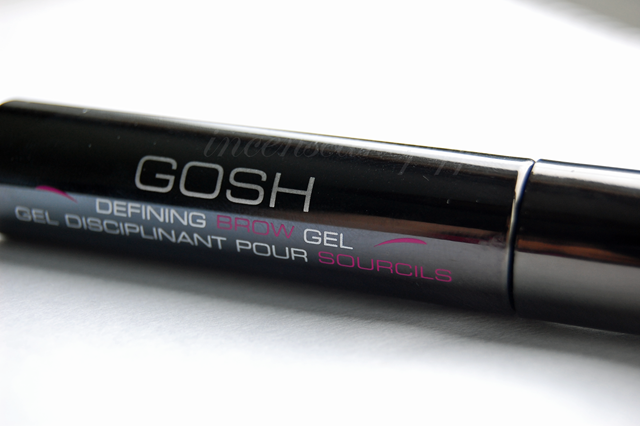 GOSH
DEFINING BROW GEL
GEL DISCIPLINANT POUR SOURCILS